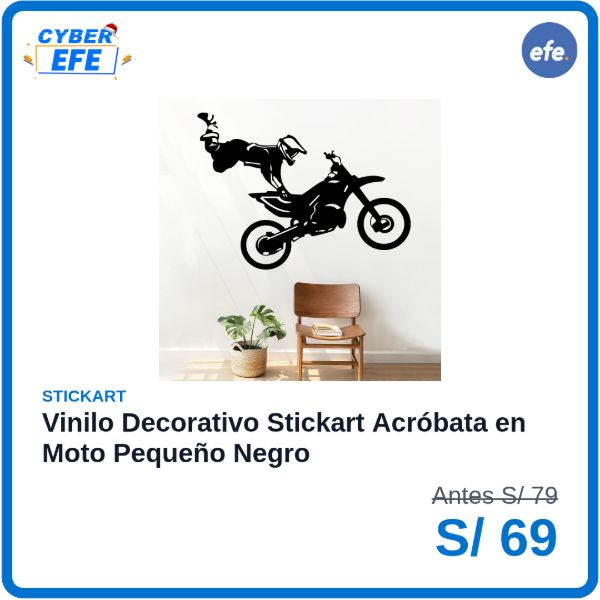 CYBER
EFE
efe.
STICKART
Vinilo Decorativo Stickart Acróbata en
Moto Pequeño Negro
Antes S/ 79
S/ 69